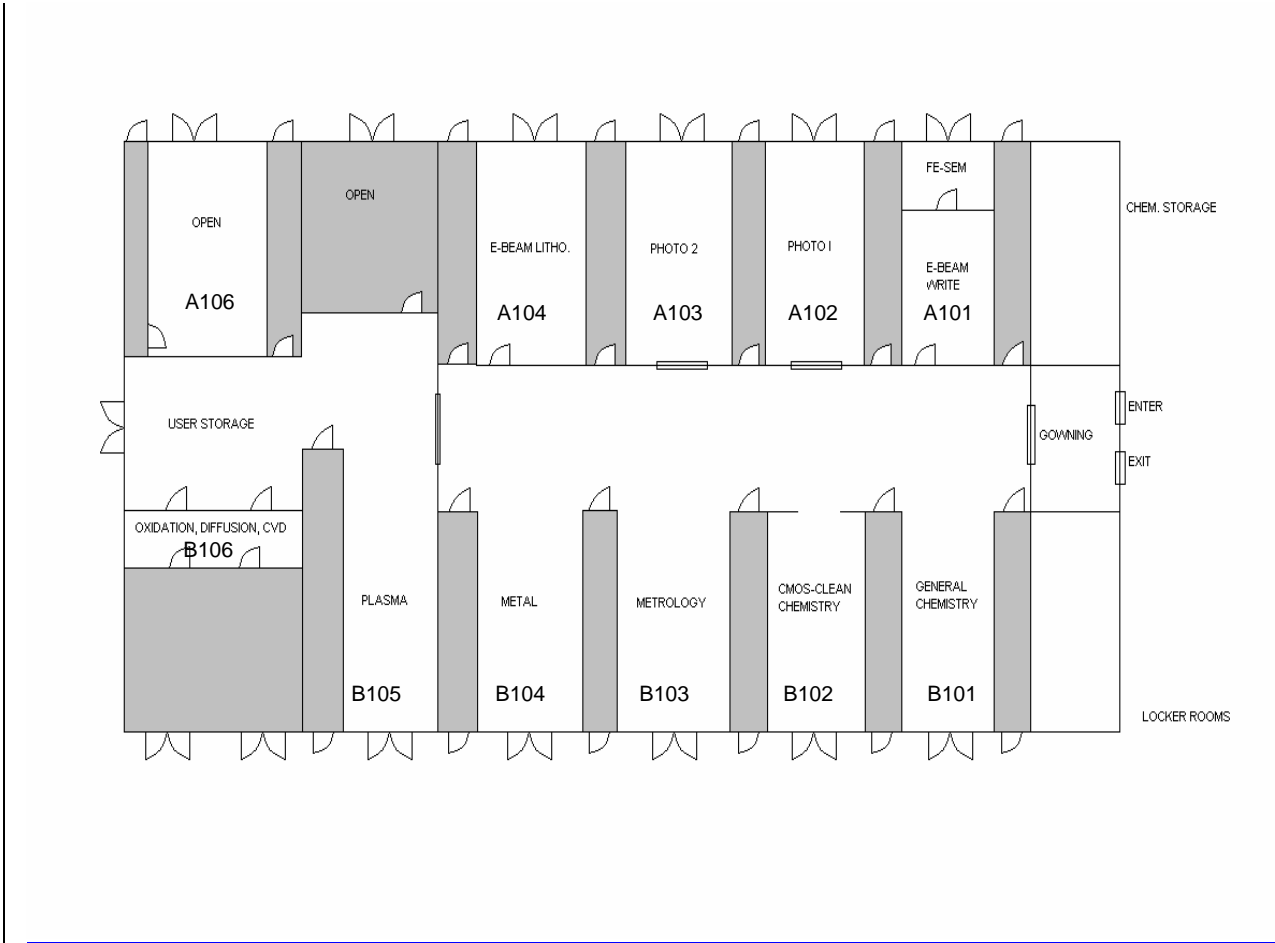 FE-SEM
OPEN
CHEM. STORAGE
OPEN
E-BEAM LITHO.
PHOTO 2
PHOTO I
E-BEAM
WRITE
A106
A104
A103
A102
A101
USER STORAGE
ENTER
GOWNING
EXIT
OXIDATION, DIFFUSION, CVD
B106
PLASMA
METAL
METROLOGY
CMOS-CLEAN
CHEMISTRY
GENERAL
CHEMISTRY
B105
B104
B103
B102
B101
LOCKER ROOMS